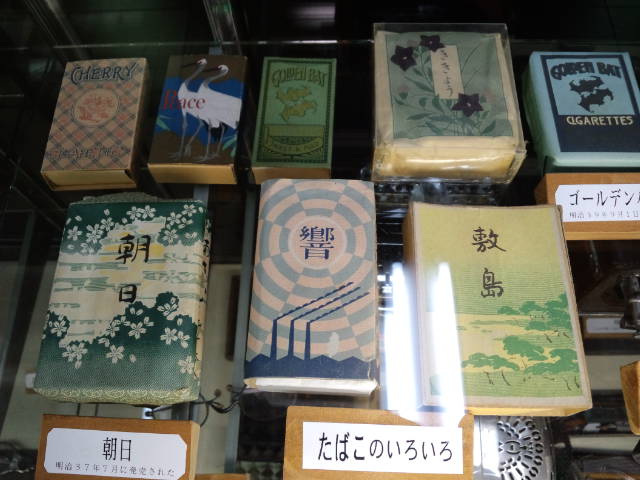 CHERRY
CIGARETTES
Peace
GOLDEN BAT
GOLDEN BAT
CIGARETTES
ききょう
朝日
響
敷島
ゴールデン
朝日
明治37年7月に発売された
たばこのいろいろ